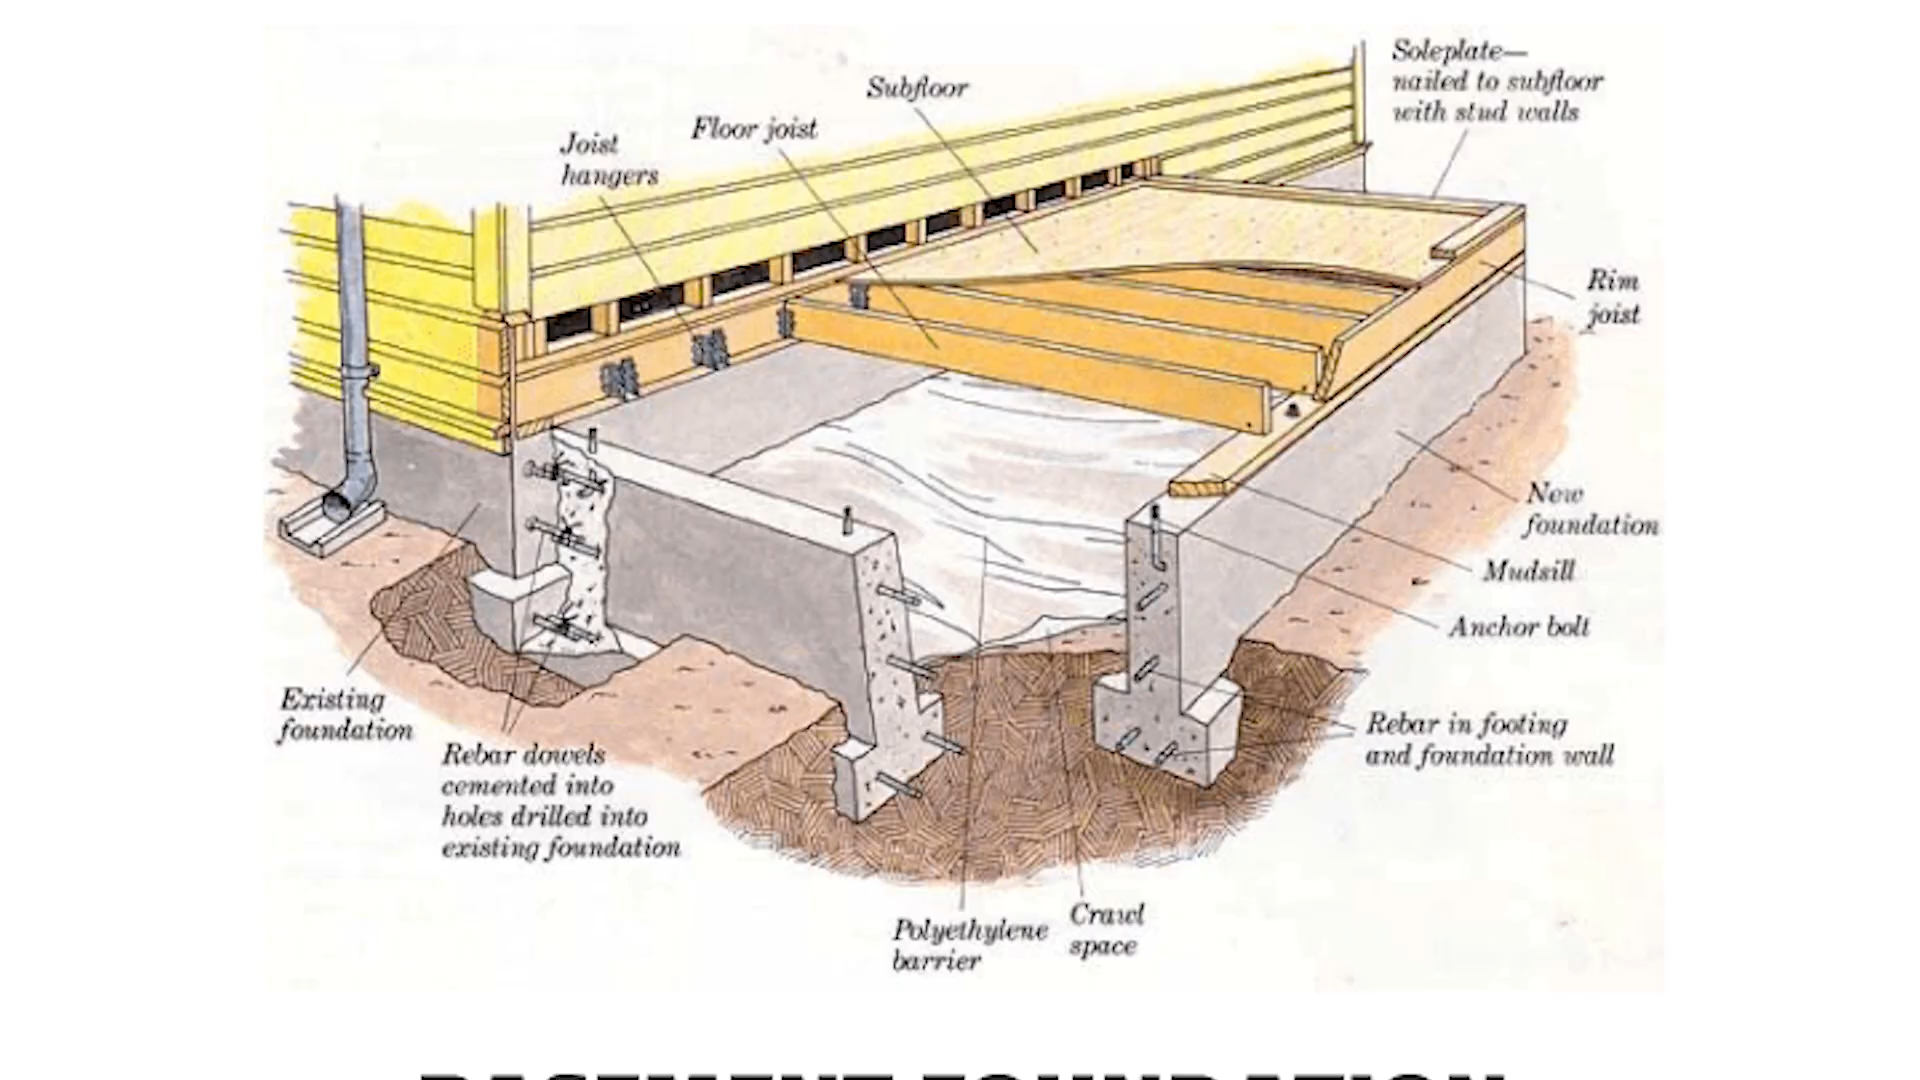 Soleplate—
nailed to subfloor
with stud walls
Subfloor
Floor joist
Joist
hangers
Rim
joist
New
foundation
Mudsill
Anchor bolt
Existing
foundation
Rebar dowels
cemented into
holes drilled into
existing foundation
Rebar in footing
and foundation wall
Polyethylene
barrier
Crawl
space
BASEMENT FOUNDATION